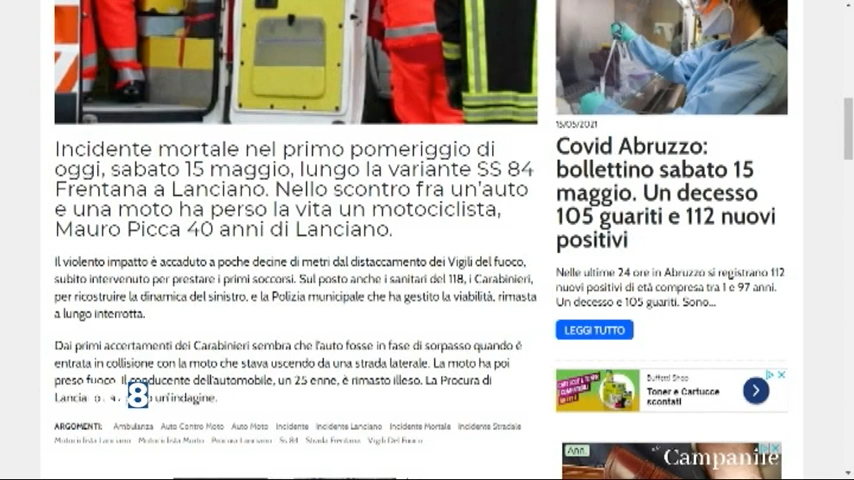 Incidente mortale nel primo pomeriggio di
oggi, sabato 15 maggio, lungo la variante SS 84
Frentana a Lanciano. Nello scontro fra un'auto
e una moto ha perso la vita un motociclista,
Mauro Picca 40 anni di Lanciano.
Il violento impatto è accaduto a poche decine di metri dal distaccamento dei Vigili del fuoco,
subito intervenuto per prestare i primi soccorsi. Sul posto anche i sanitari del 118, i Carabinieri,
per ricostruire la dinamica del sinistro, e la Polizia municipale che ha gestito la viabilità, rimasta
a lungo interrotta.
Dai primi accertamenti dei Carabinieri sembra che l'auto fosse in fase di sorpasso quando è
entrata in collisione con la moto che stava uscendo da una strada laterale. La moto ha poi
preso fuoco. Il conducente dell'automobile, un 25 enne, è rimasto illeso. La Procura di
un'indagine.
8
ARGOMENTI: Ambulanza Auto Contro Moto Auto Moto Incidente Incidente Lanciano Incidente Mortale Incidente Stradale
Motociclista Lanciano Motociclista Morto Procura Lanciano Ss 84 Strada Frentana Vigili Del Fuoco
15/05/2021
Covid Abruzzo:
bollettino sabato 15
maggio. Un decesso
105 guariti e 112 nuovi
positivi
Nelle ultime 24 ore in Abruzzo si registrano 112
nuovi positivi di età compresa tra 1 e 97 anni.
Un decesso e 105 guariti. Sono...
LEGGI TUTTO
Buffetti Shop
Toner e Cartucce
scontati
Ann.
Campanile